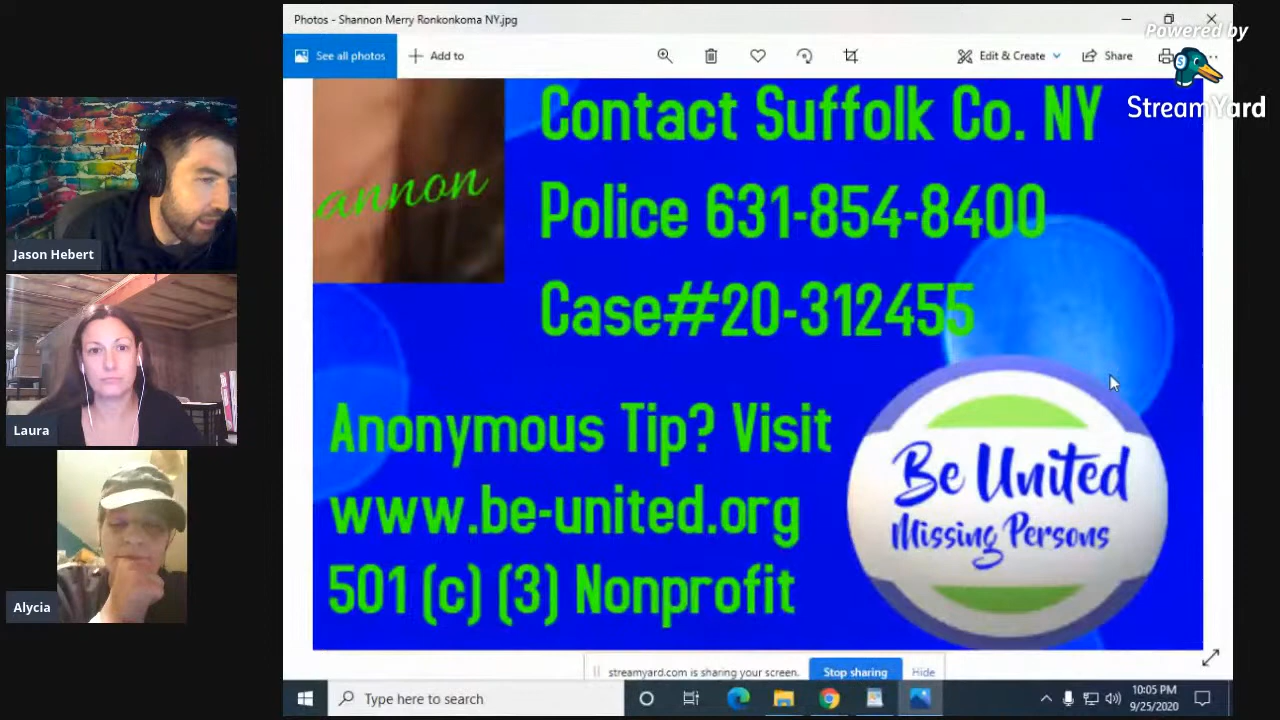 Photos - Shannon Merry Ronkonkoma NY.jpg
Powered by
StreamYard
See all photos
Add to
Edit & Create
Share
annon
Contact Suffolk Co. NY
Police 631-854-8400
Case#20-312455
Anonymous Tip? Visit
www.be-united.org
501 (c) (3) Nonprofit
Be United
Missing Persons
Jason Hebert
Laura
Alycia
streamyard.com is sharing your screen.
Stop sharing
Hide
Type here to search
10:05 PM
9/25/2020